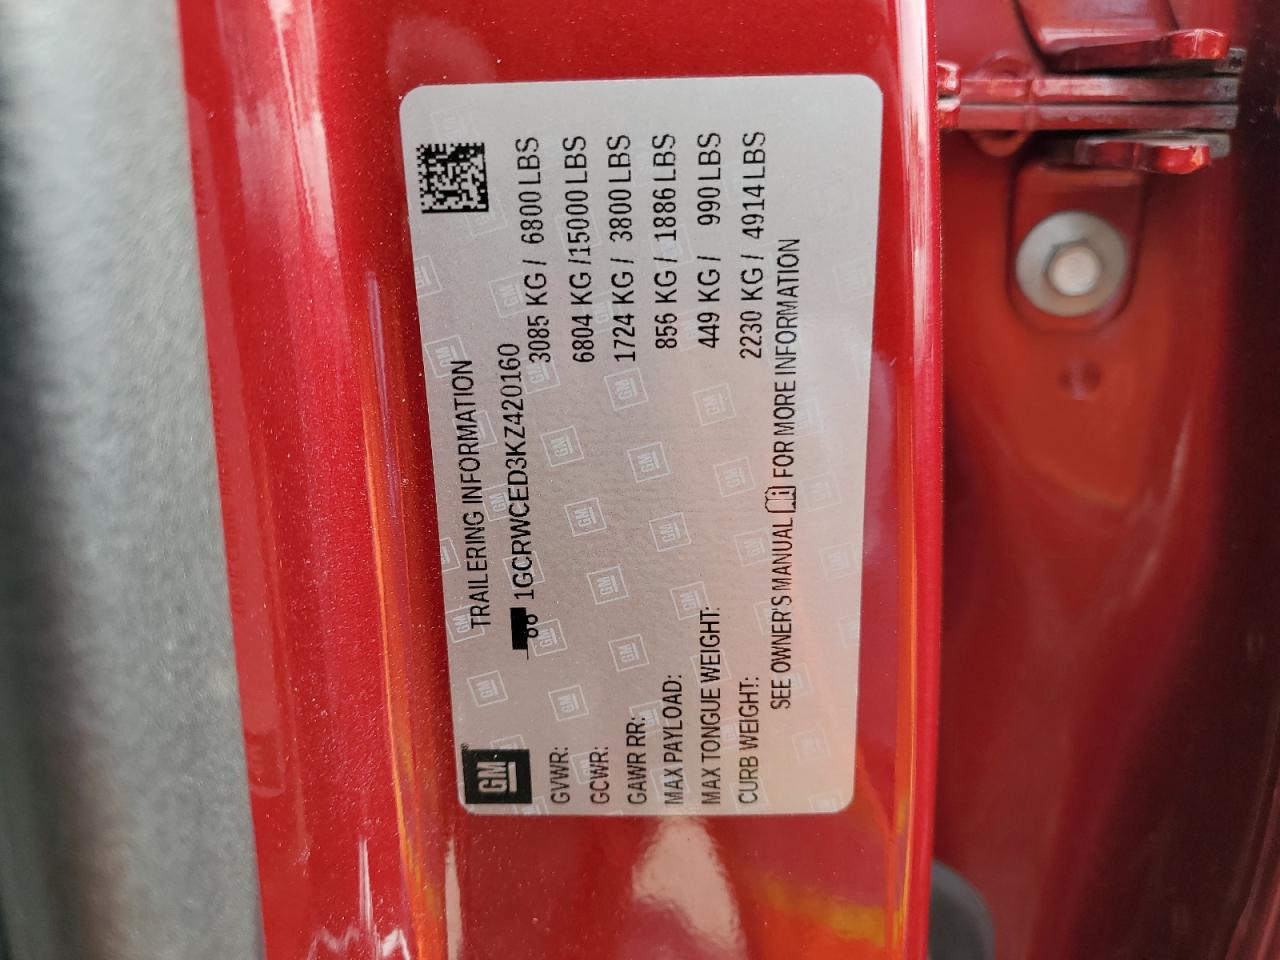 GM
TRAILERING INFORMATION
1GCRWCED3KZ420160
GVWR: 3085 KG / 6800 LBS
GCWR: 6804 KG /15000 LBS
GAWR RR: 1724 KG / 3800 LBS
MAX PAYLOAD: 856 KG / 1886 LBS
MAX TONGUE WEIGHT: 449 KG / 990 LBS
CURB WEIGHT: 2230 KG / 4914 LBS
SEE OWNER'S MANUAL FOR MORE INFORMATION